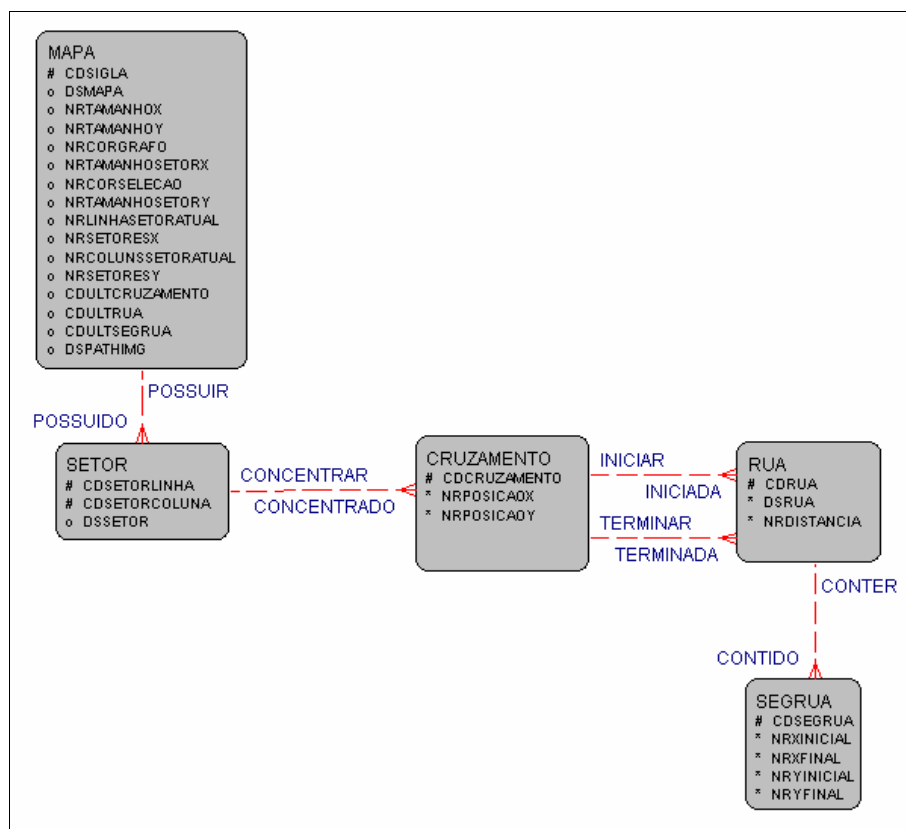 MAPA
# CDSIGLA
o DSMAPA
o NRTAMANHOX
o NRTAMANHOY
o NRCORGRAFO
o NRTAMANHOSETORX
o NRCORSELECAO
o NRTAMANHOSETORY
o NRLINHASETORATUAL
o NRSETORESX
o NRCOLUNSSETORATUAL
o NRSETORESY
o CDULTCRUZAMENTO
o CDULTRUA
o CDULTSEGRUA
o DSPATHIMG
POSSUIR
POSSUIDO
SETOR
# CDSETORLINHA
# CDSETORCOLUNA
o DSSETOR
CONCENTRAR
CONCENTRADO
CRUZAMENTO
# CDCRUZAMENTO
* NRPOSICAOX
* NRPOSICAOY
INICIAR
INICIADA
TERMINAR
TERMINADA
RUA
# CDRUA
* DSRUA
* NRDISTANCIA
CONTER
CONTIDO
SEGRUA
# CDSEGRUA
* NRXINICIAL
* NRXFINAL
* NRYINICIAL
* NRYFINAL